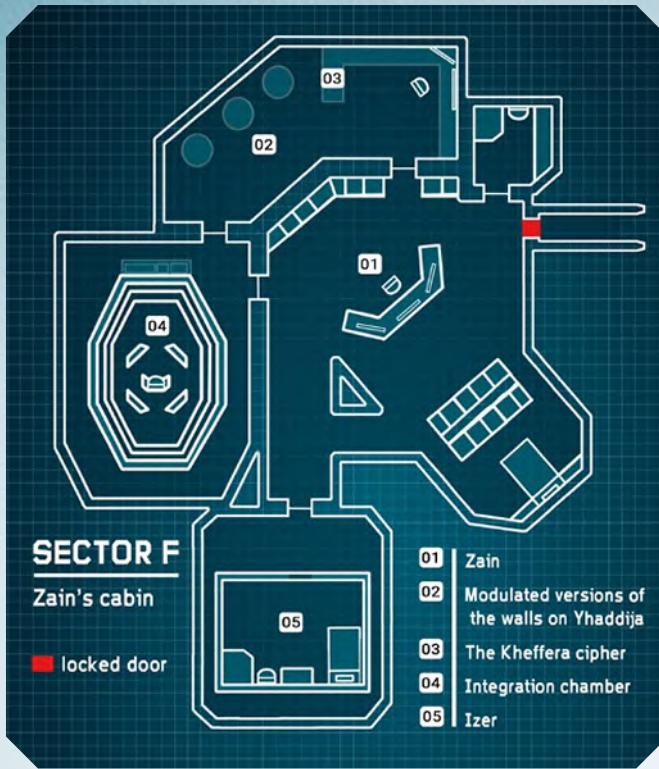 03
02
01
04
05
SECTOR F
Zain's cabin
locked door
01 Zain
02 Modulated versions of
the walls on Yhaddija
03 The Kheffera cipher
04 Integration chamber
05 Izer